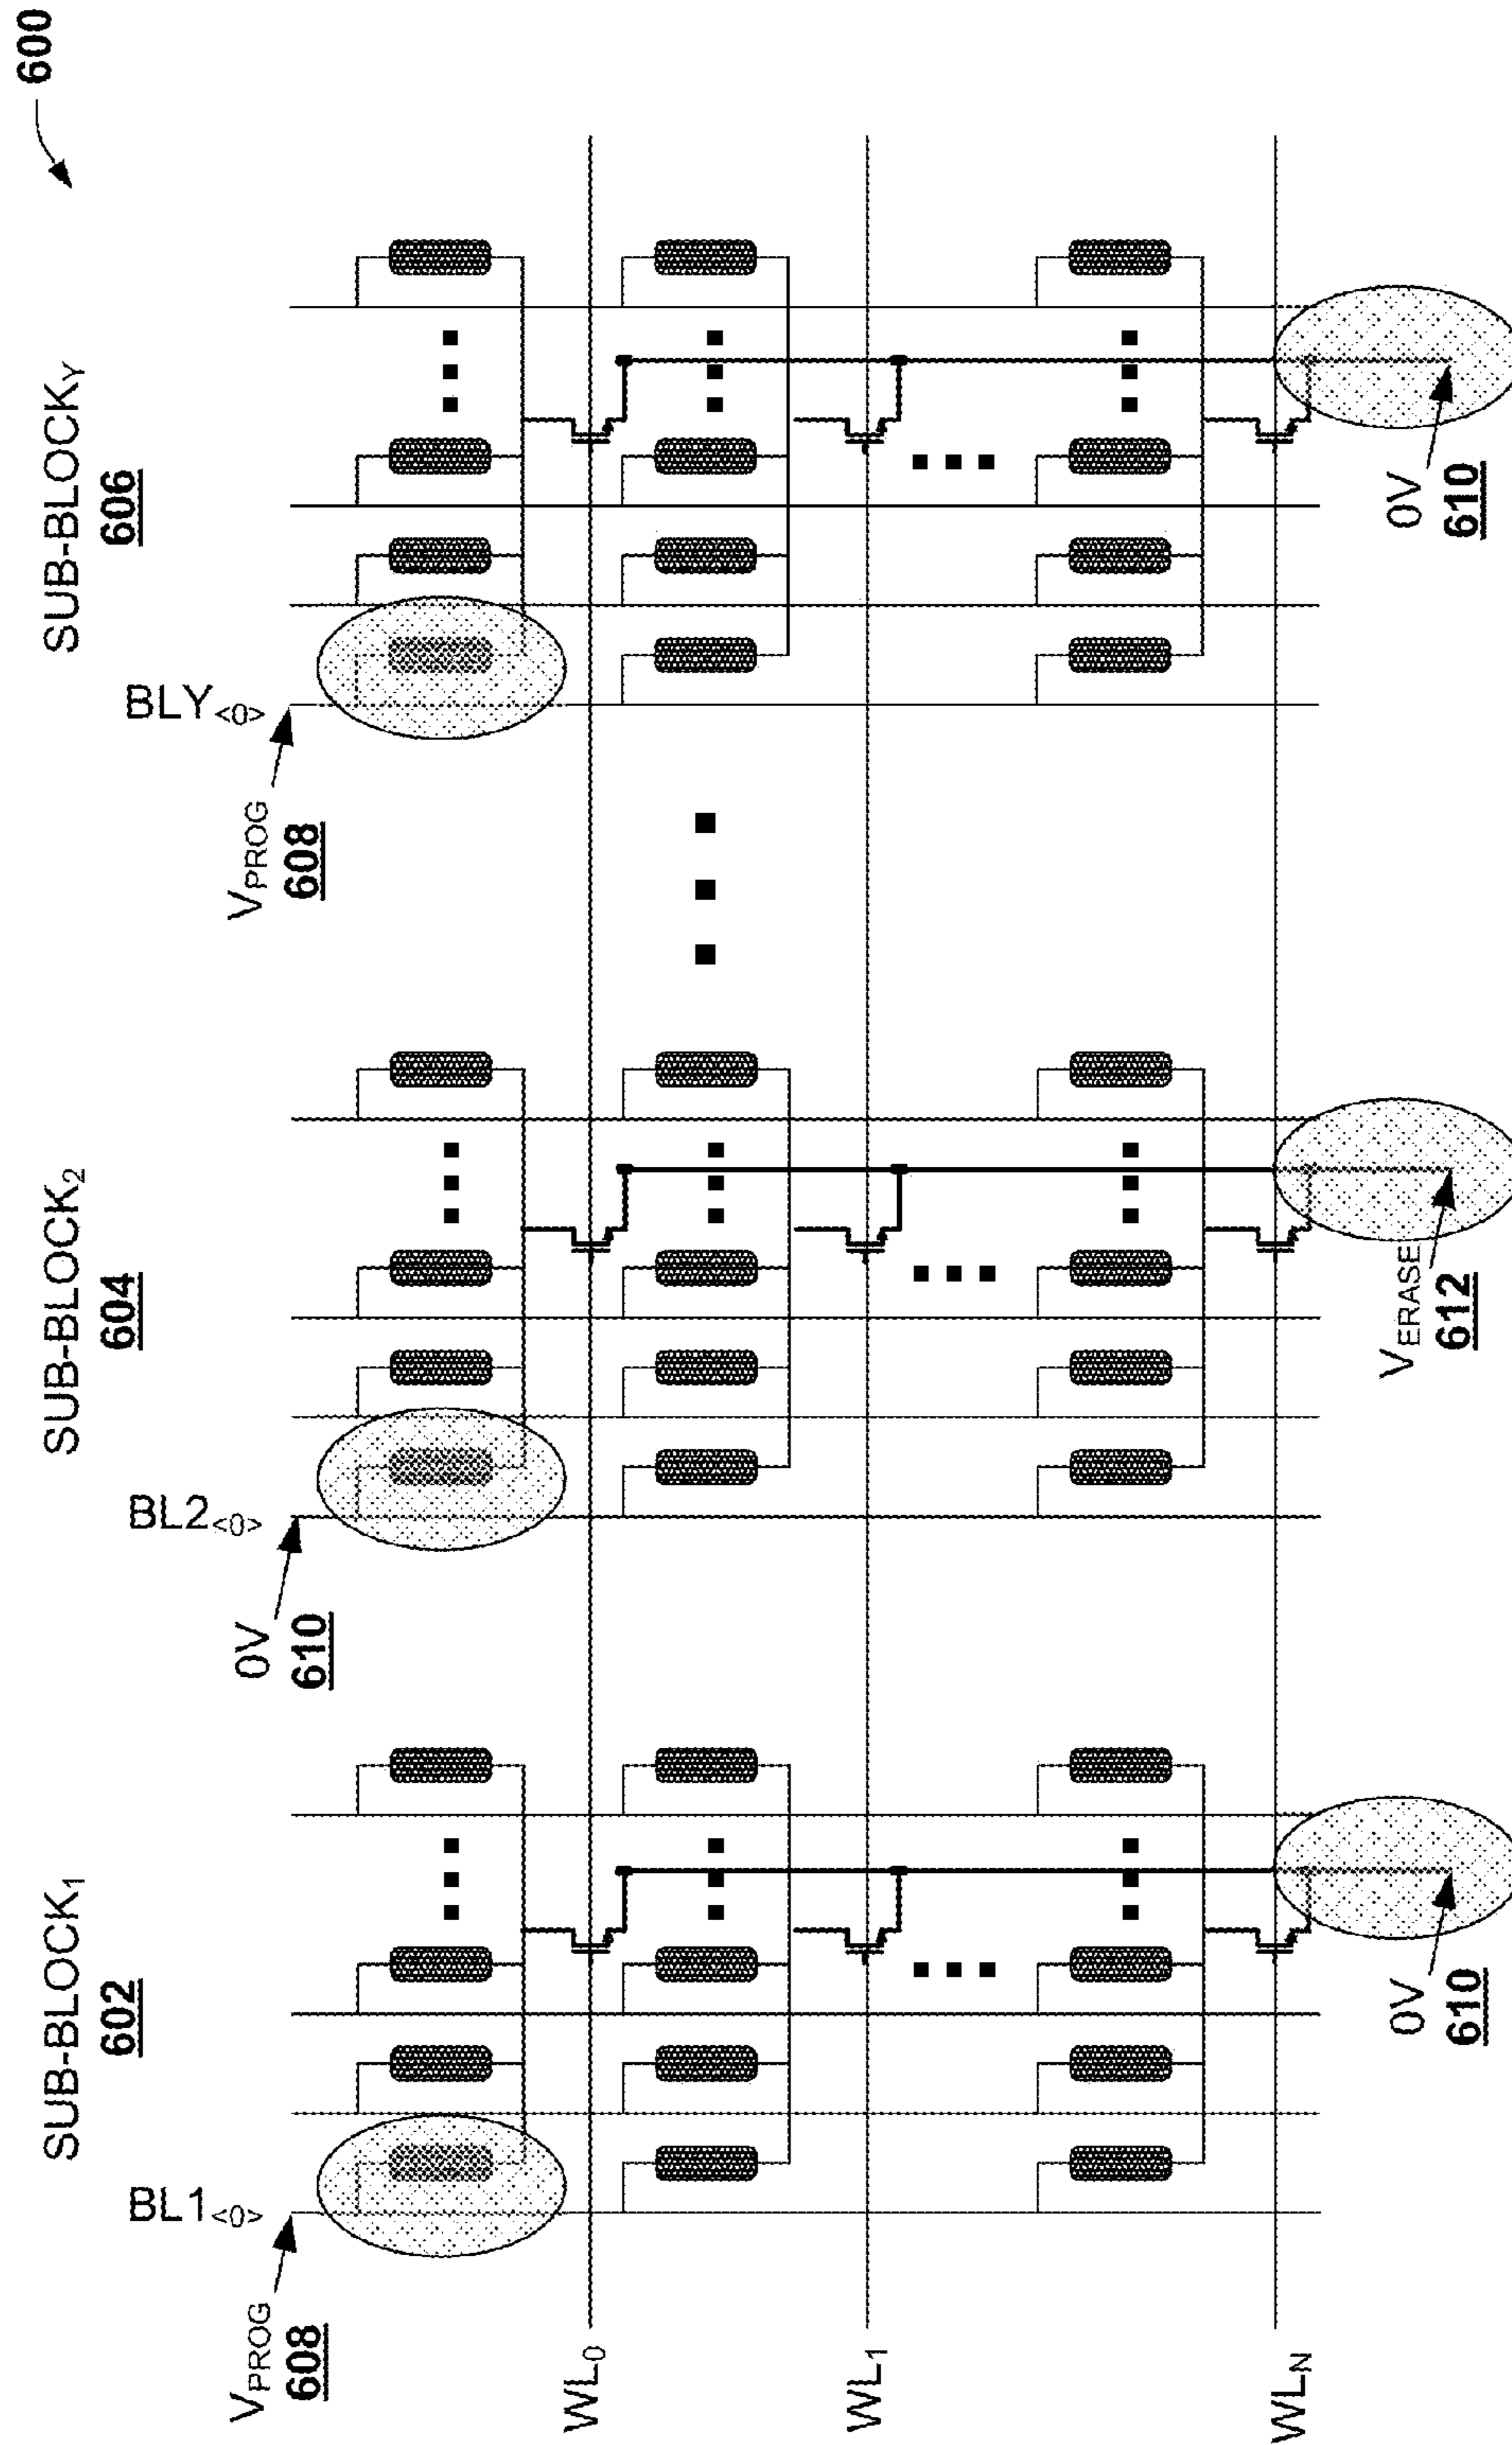 600
SUB-BLOCK₁
602
SUB-BLOCK₂
604
SUB-BLOCKY
606
BL1<0>
BL2<0>
BLY<0>
VPROG
608
0V
610
VPROG
608
WL₀
WL₁
WLN
0V
610
VERASE
612
0V
610